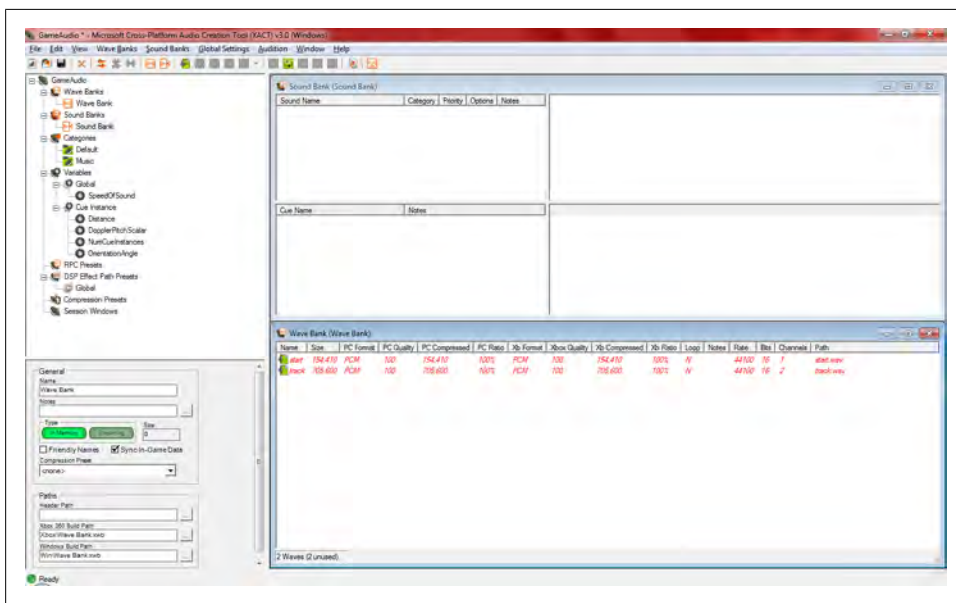 GameAudio * - Microsoft Cross-Platform Audio Creation Tool (XACT) v3.0 (Windows)
File Edit View Wave Banks Sound Banks Global Settings Audition Window Help
GameAudio
Wave Banks
Wave Bank
Sound Banks
Sound Bank
Categories
Default
Music
Variables
Global
SpeedOfSound
Cue Instance
Distance
DopplerPitchScalar
NumCueInstances
OrientationAngle
RPC Presets
DSP Effect Path Presets
Global
Compression Presets
Session Windows
Sound Bank (Sound Bank)
Sound Name Category Priority Options Notes
Cue Name Notes
Wave Bank (Wave Bank)
Name Size PC Format PC Quality PC Compressed PC Ratio Xb Format Xbox Quality Xb Compressed Xb Ratio Loop Notes Rate Bits Channels Path
start 154,410 PCM 100 154,410 100% PCM 100 154,410 100% N 44100 16 1 start.wav
track 705,600 PCM 100 705,600 100% PCM 100 705,600 100% N 44100 16 2 track.wav
2 Waves (2 unused)
General
Name
Wave Bank
Notes
...
Type
In Memory Streaming
Size
0
Friendly Names Sync In-Game Data
Compression Preset
<none>
Paths
Header Path
...
Xbox 360 Build Path
Xbox\Wave Bank.xwb
...
Windows Build Path
Win\Wave Bank.xwb
...
Ready